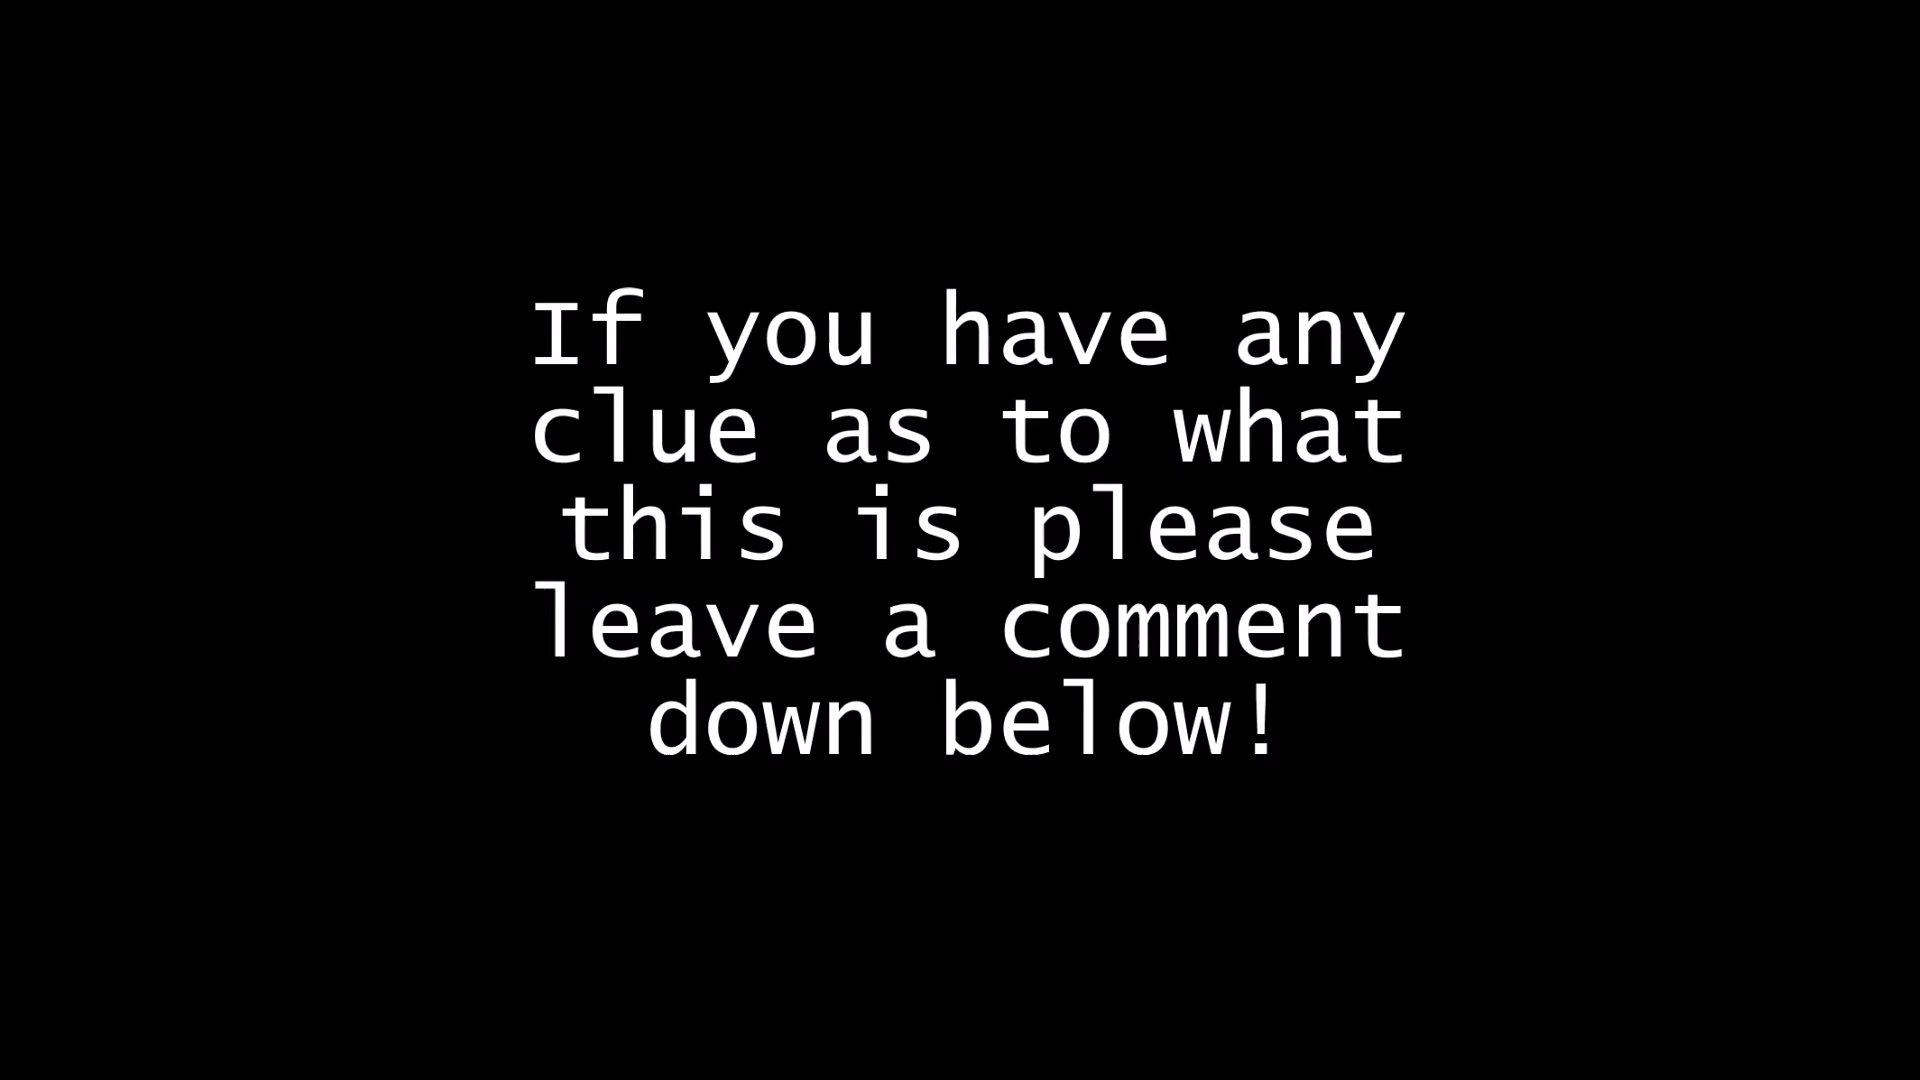 If you have any
clue as to what
this is please
leave a comment
down below!